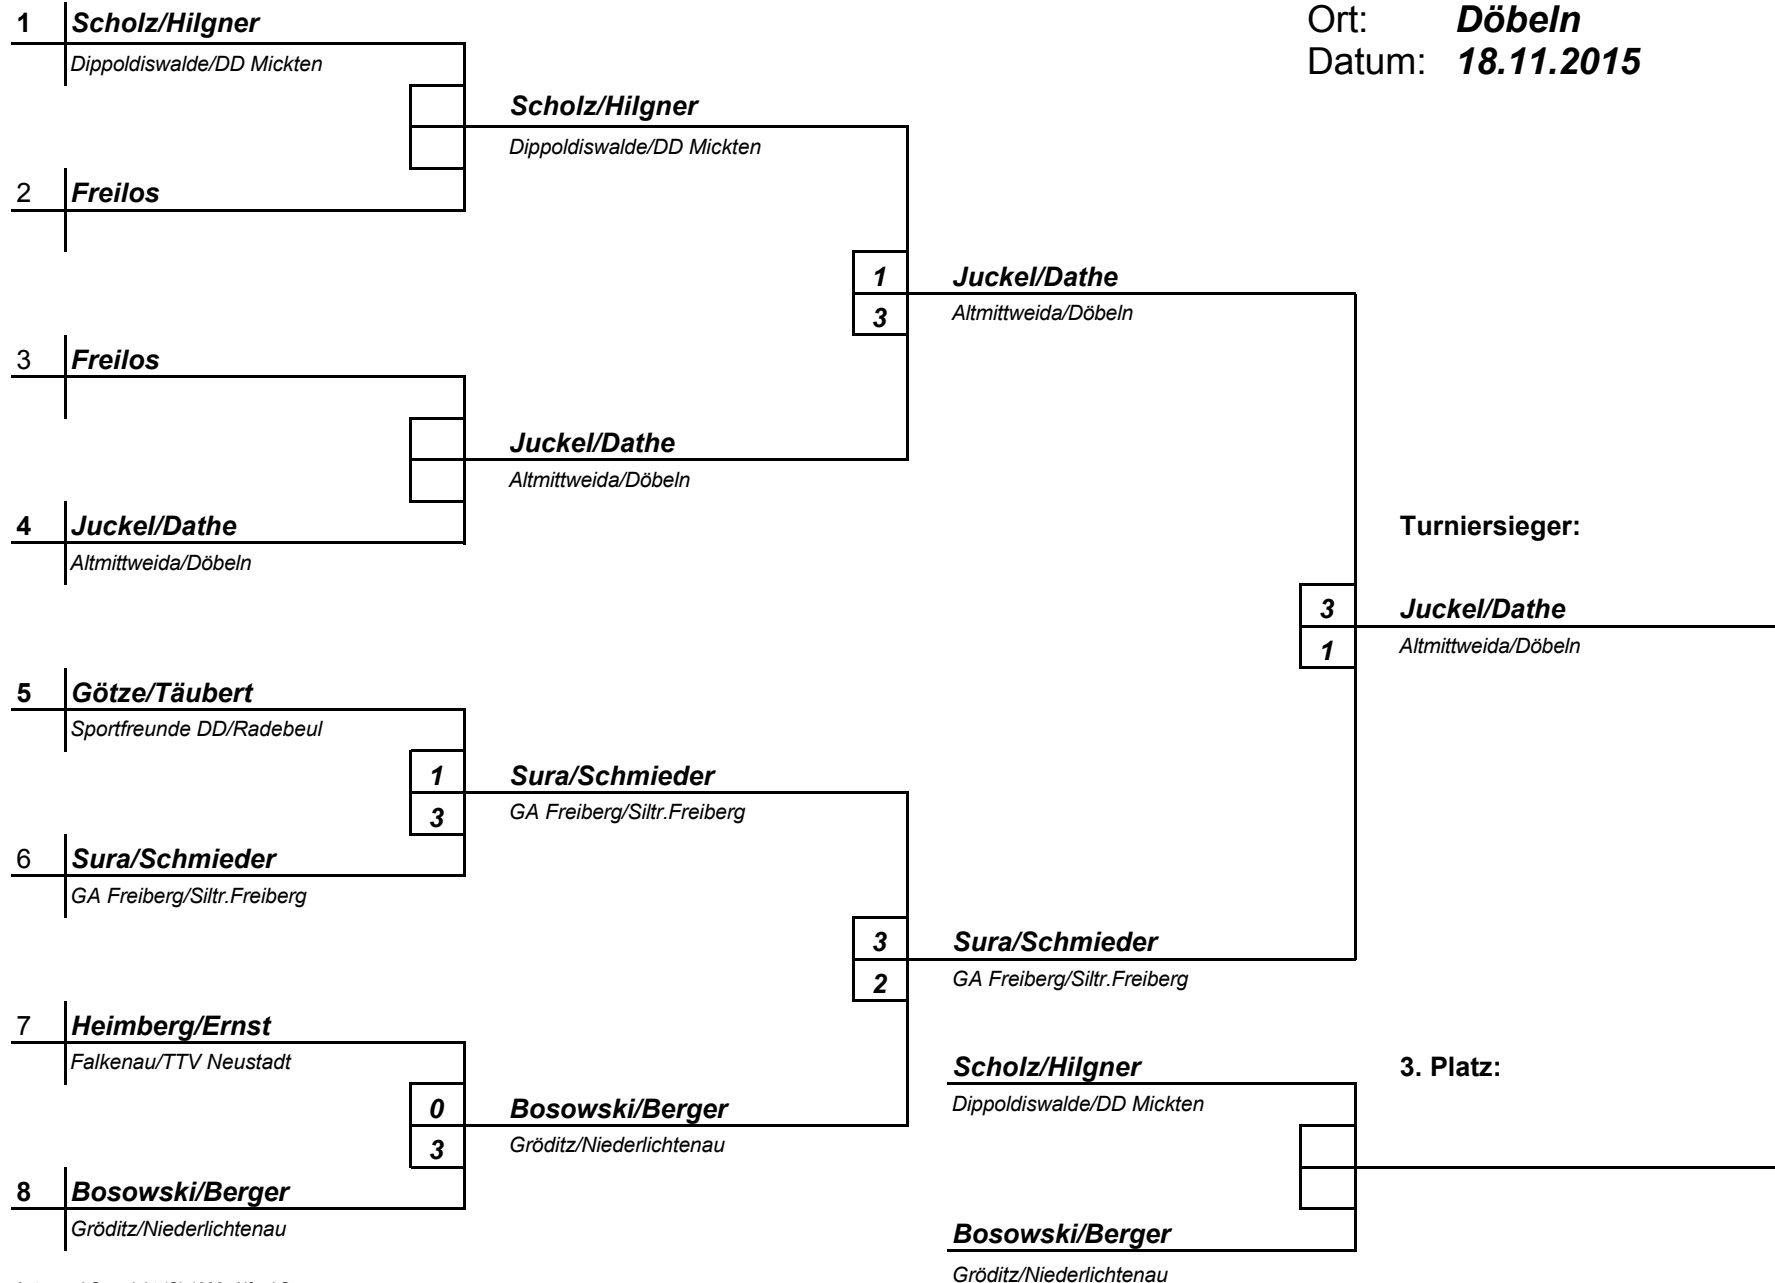 Ort: Döbeln
Datum: 18.11.2015
1 Scholz/Hilgner
Dippoldiswalde/DD Mickten
Scholz/Hilgner
Dippoldiswalde/DD Mickten
2 Freilos
1 Juckel/Dathe
3 Altmittweida/Döbeln
3 Freilos
Juckel/Dathe
Altmittweida/Döbeln
4 Juckel/Dathe
Altmittweida/Döbeln
Turniersieger:
3 Juckel/Dathe
1 Altmittweida/Döbeln
5 Götze/Täubert
Sportfreunde DD/Radebeul
1 Sura/Schmieder
3 GA Freiberg/Siltr.Freiberg
6 Sura/Schmieder
GA Freiberg/Siltr.Freiberg
3 Sura/Schmieder
2 GA Freiberg/Siltr.Freiberg
7 Heimberg/Ernst
Falkenau/TTV Neustadt
0 Bosowski/Berger
3 Gröditz/Niederlichtenau
8 Bosowski/Berger
Gröditz/Niederlichtenau
Scholz/Hilgner
Dippoldiswalde/DD Mickten
3. Platz:
Bosowski/Berger
Gröditz/Niederlichtenau